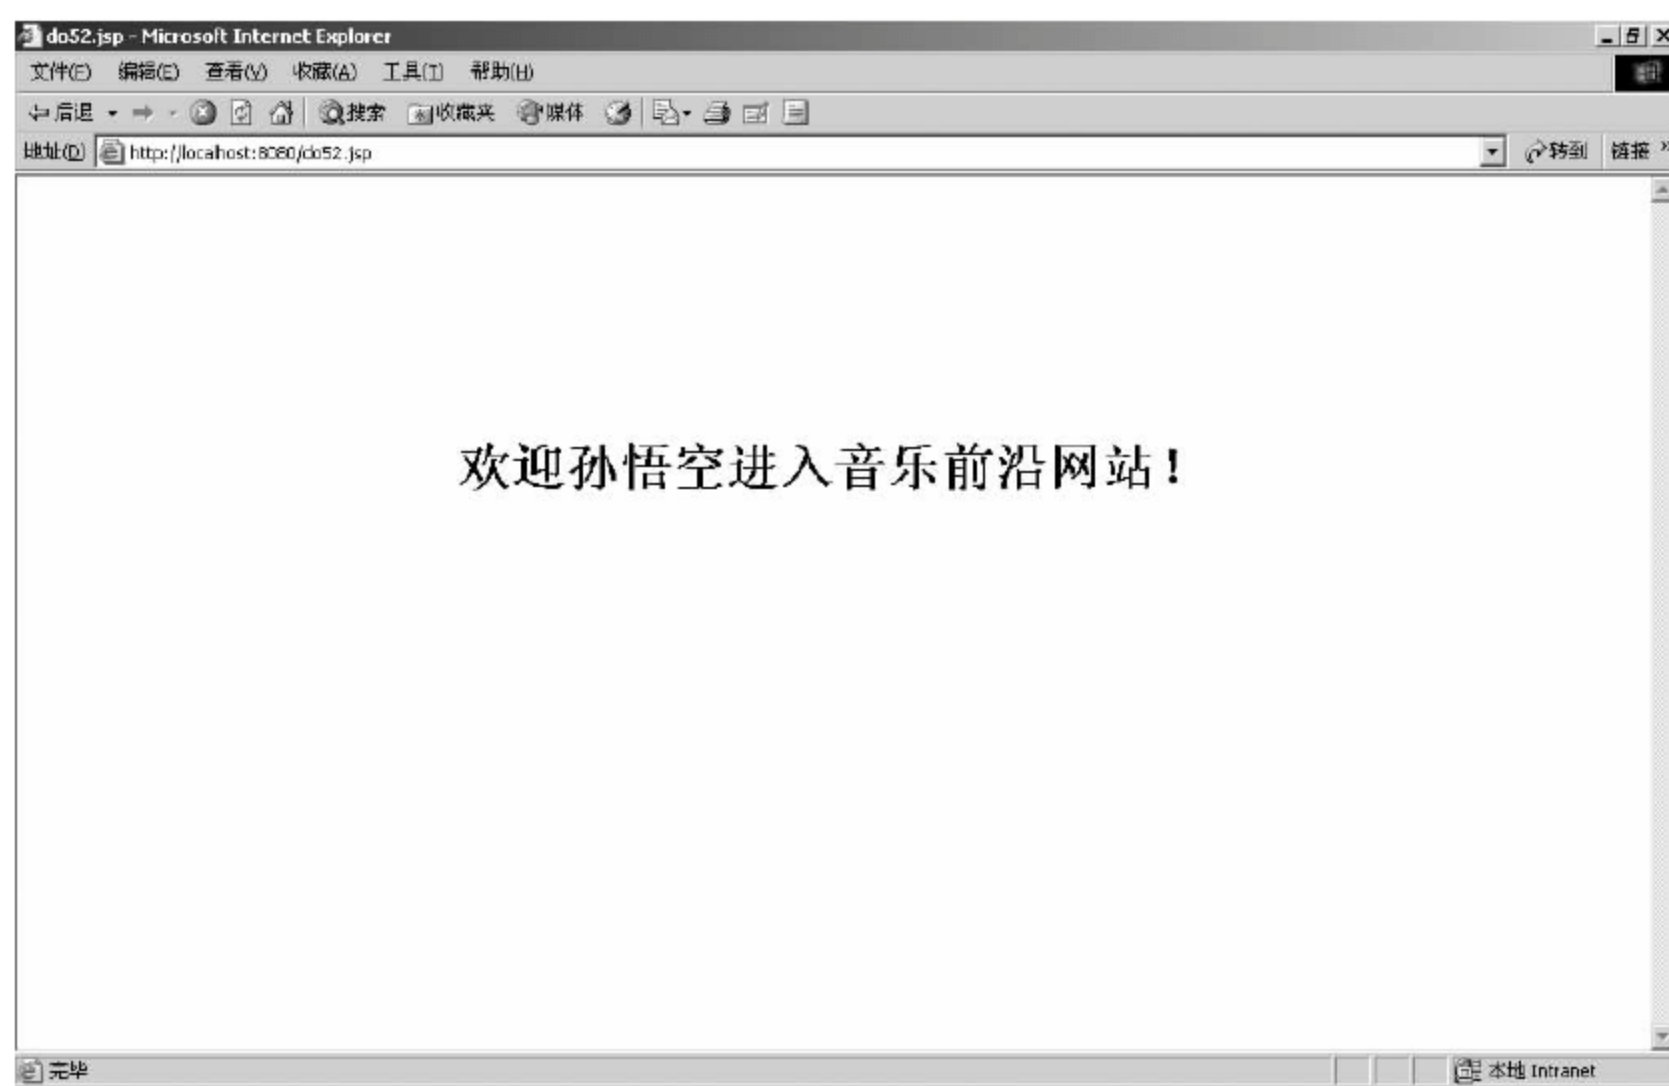 do52.jsp - Microsoft Internet Explorer
文件(F) 编辑(E) 查看(V) 收藏(A) 工具(T) 帮助(H)
后退 搜索 收藏夹 媒体
地址(D) http://localhost:8080/do52.jsp 转到 链接 »
欢迎孙悟空进入音乐前沿网站!
完毕 本地 Intranet